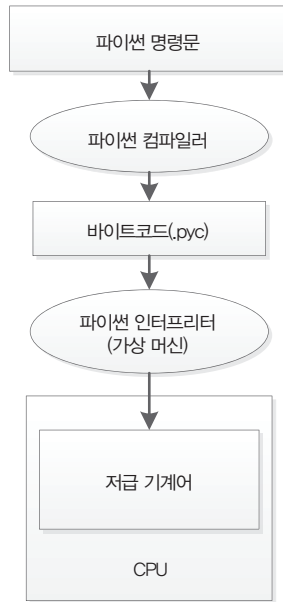 파이썬 명령문
파이썬 컴파일러
바이트코드(.pyc)
파이썬 인터프리터
(가상 머신)
저급 기계어
CPU